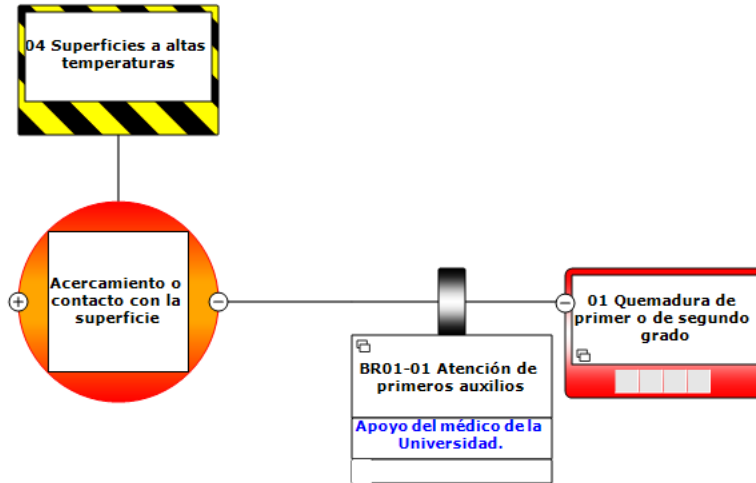 04 Superficies a altas
temperaturas
Acercamiento o
contacto con la
superficie
BR01-01 Atención de
primeros auxilios
Apoyo del médico de la
Universidad.
01 Quemadura de
primer o de segundo
grado